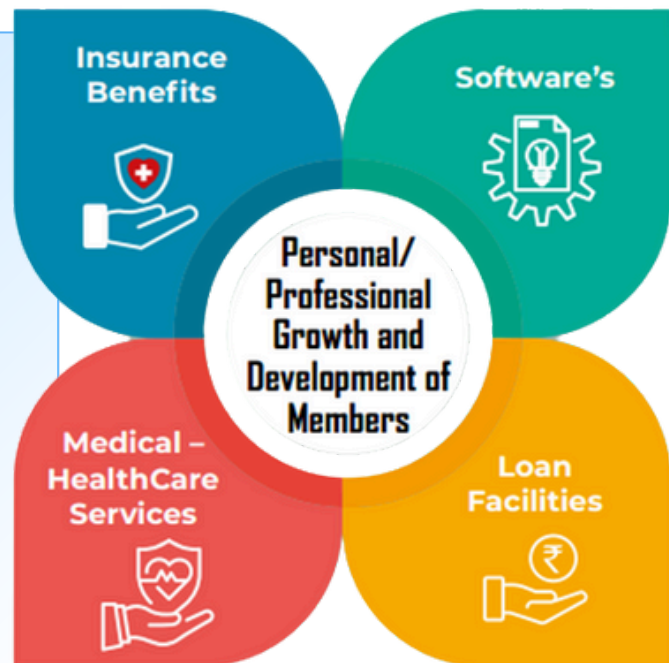 Insurance
Benefits
Software's
Personal/
Professional
Growth and
Development of
Members
Medical –
HealthCare
Services
Loan
Facilities
₹